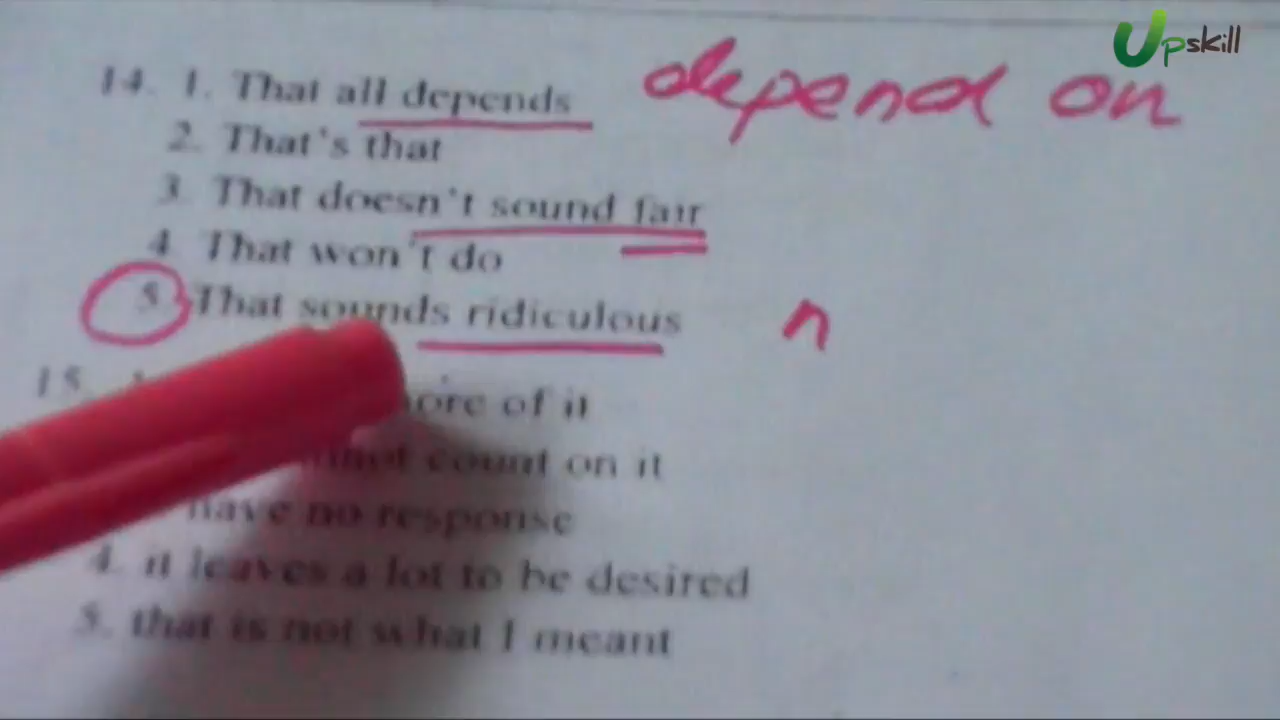 Upskill
14. 1. That all depends depend on
2. That's that
3. That doesn't sound fair
4. That won't do
5. That sounds ridiculous n
15. of it
count on it
have no response
4. it leaves a lot to be desired
5. that is not what I meant